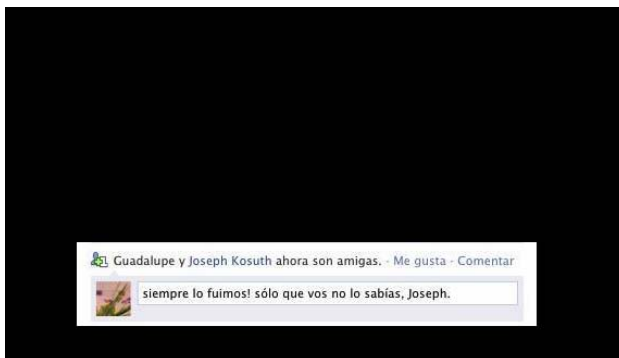 Guadalupe y Joseph Kosuth ahora son amigas. · Me gusta · Comentar
siempre lo fuimos! sólo que vos no lo sabías, Joseph.